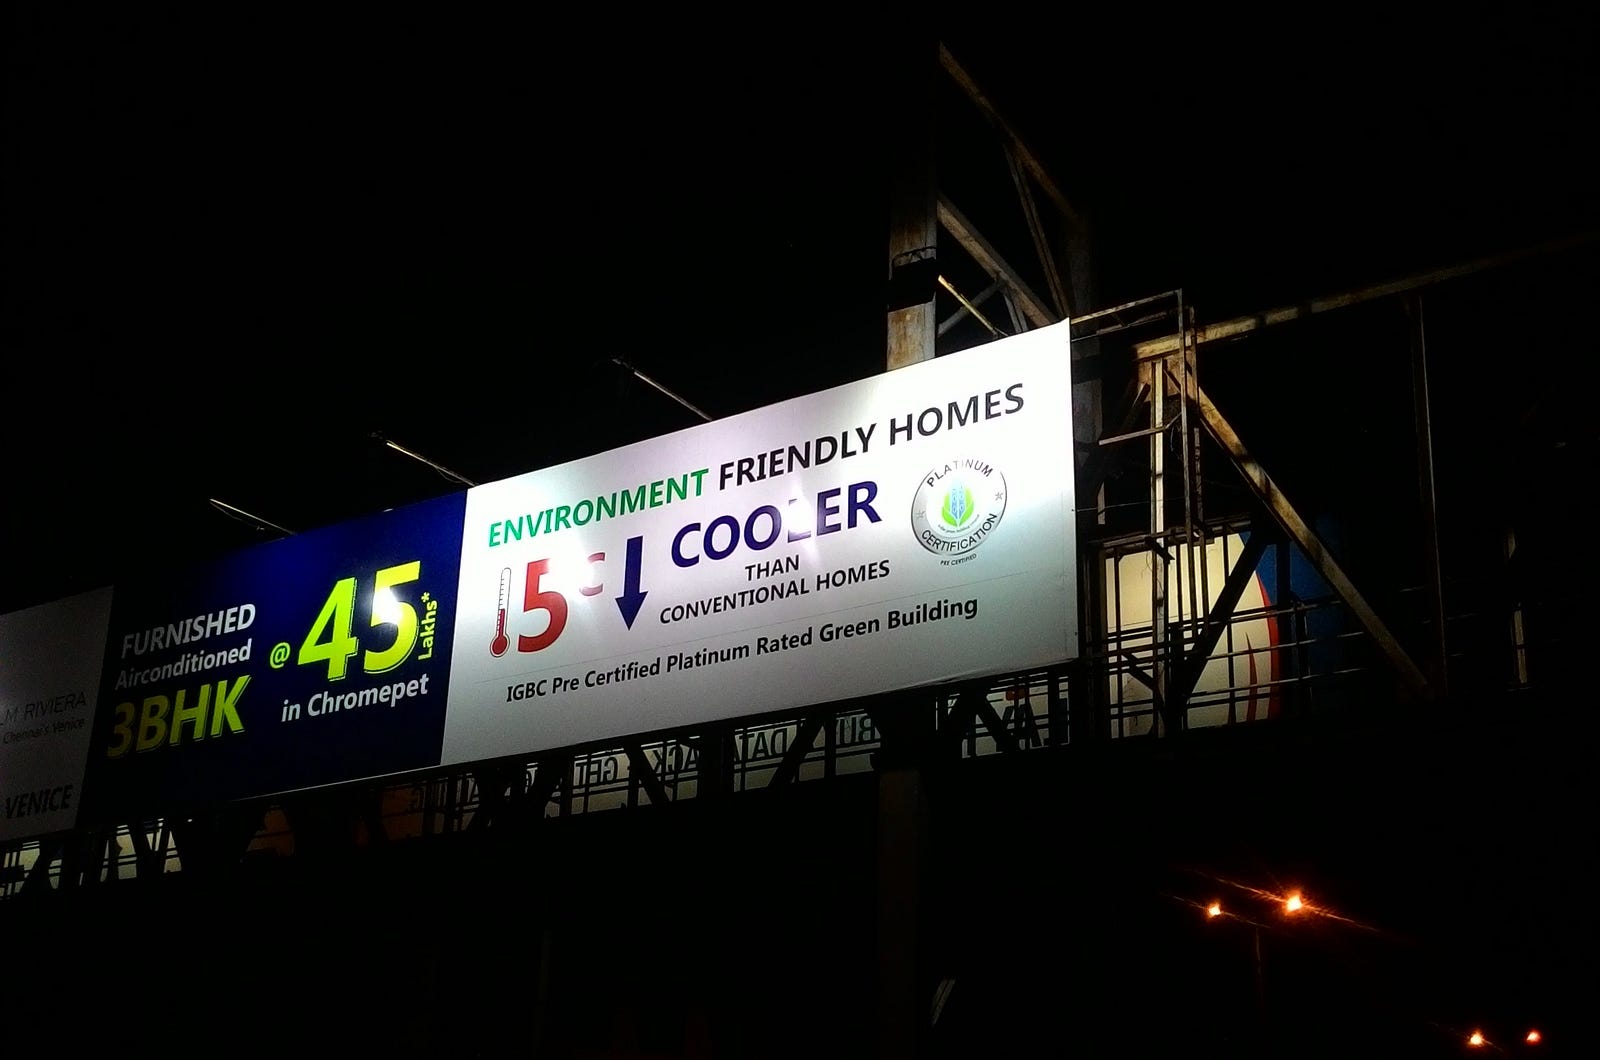 LM RIVIERA
Chennai's Venice
VENICE
FURNISHED
Airconditioned
3BHK
@ 45 Lakhs*
in Chromepet
ENVIRONMENT FRIENDLY HOMES
5°C COOLER
THAN
CONVENTIONAL HOMES
IGBC Pre Certified Platinum Rated Green Building
PLATINUM
CERTIFICATION
PRE CERTIFIED